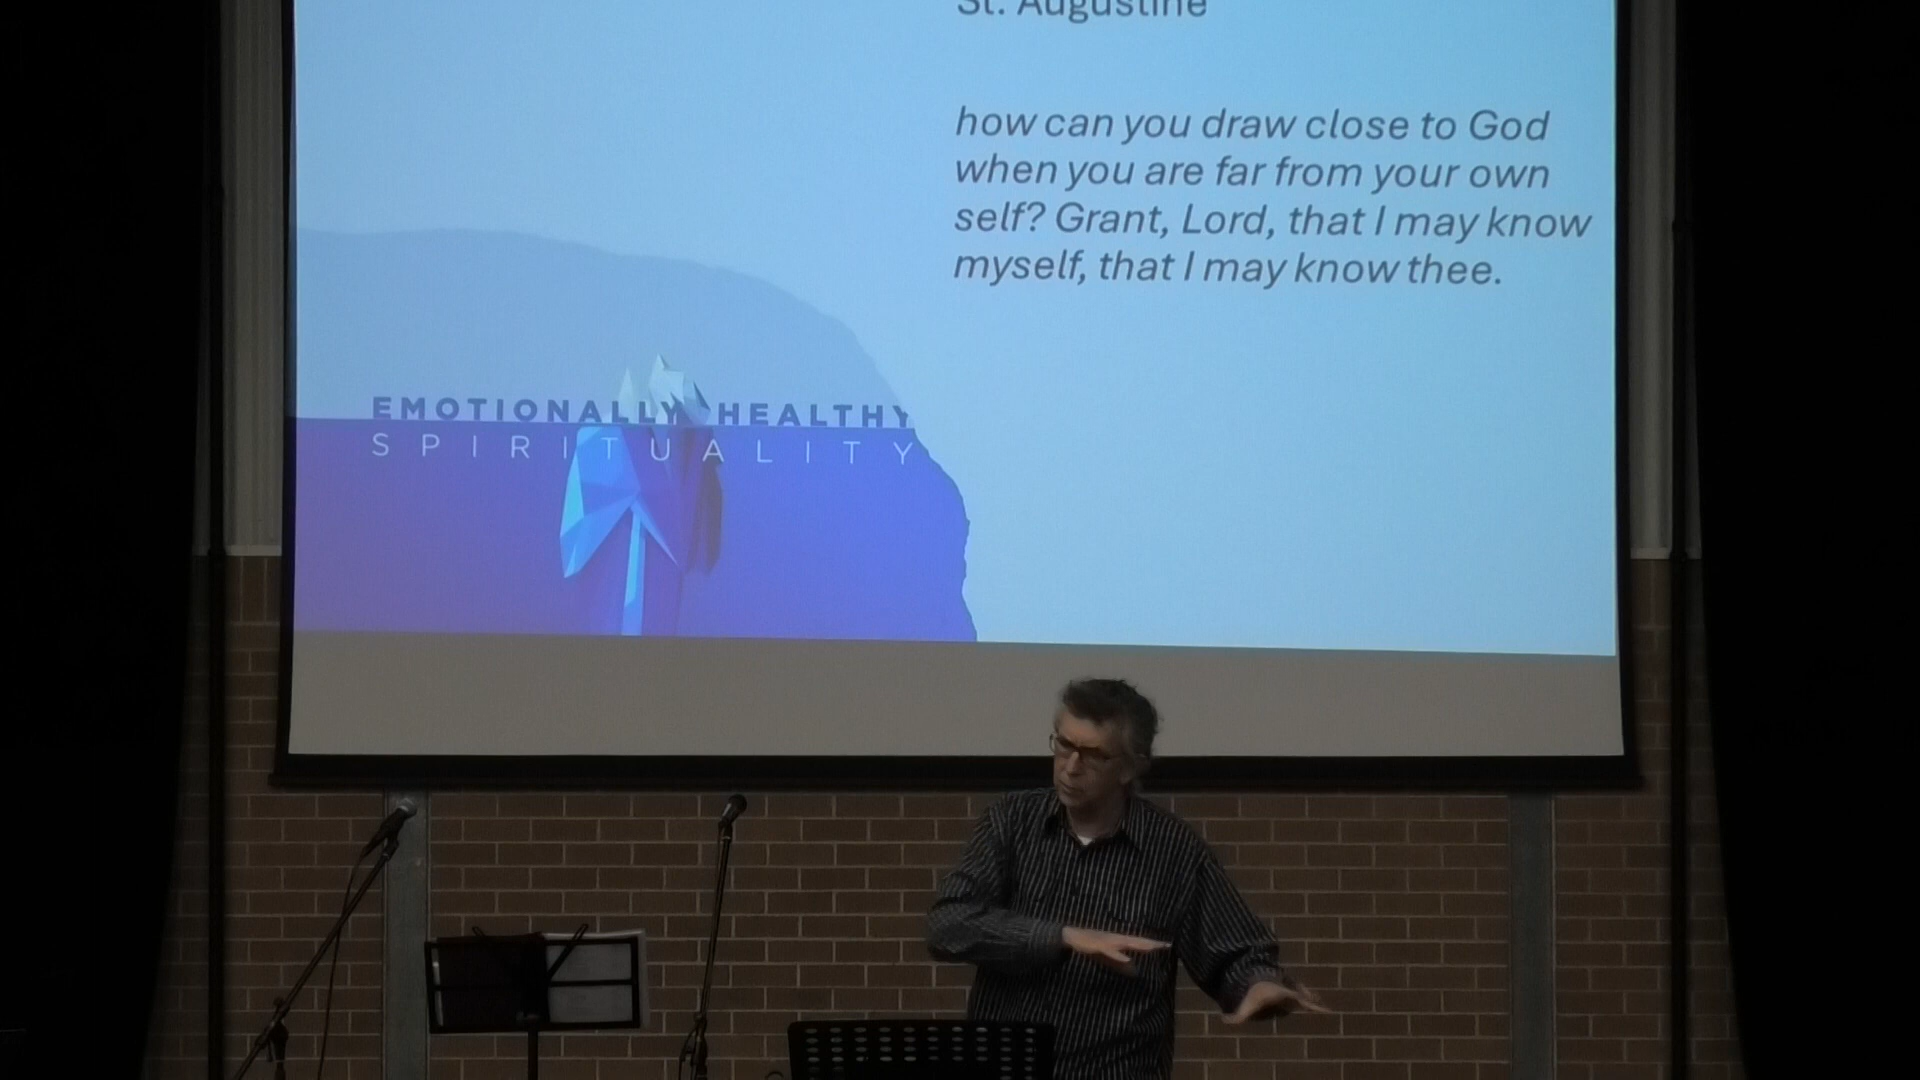 St. Augustine
how can you draw close to God
when you are far from your own
self? Grant, Lord, that I may know
myself, that I may know thee.
EMOTIONALLY HEALTHY
SPIRITUALITY